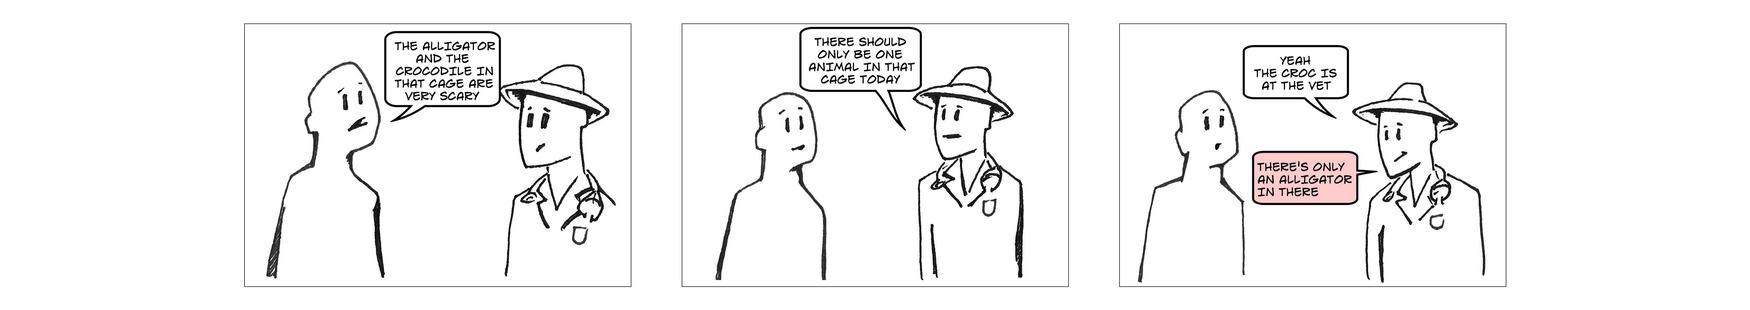 THE ALLIGATOR
AND THE
CROCODILE IN
THAT CAGE ARE
VERY SCARY
THERE SHOULD
ONLY BE ONE
ANIMAL IN THAT
CAGE TODAY
YEAH
THE CROC IS
AT THE VET
THERE'S ONLY
AN ALLIGATOR
IN THERE